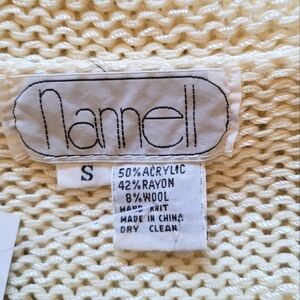 nannell
S
50% ACRYLIC
42% RAYON
8% WOOL
HAND KNIT
MADE IN CHINA
DRY CLEAN